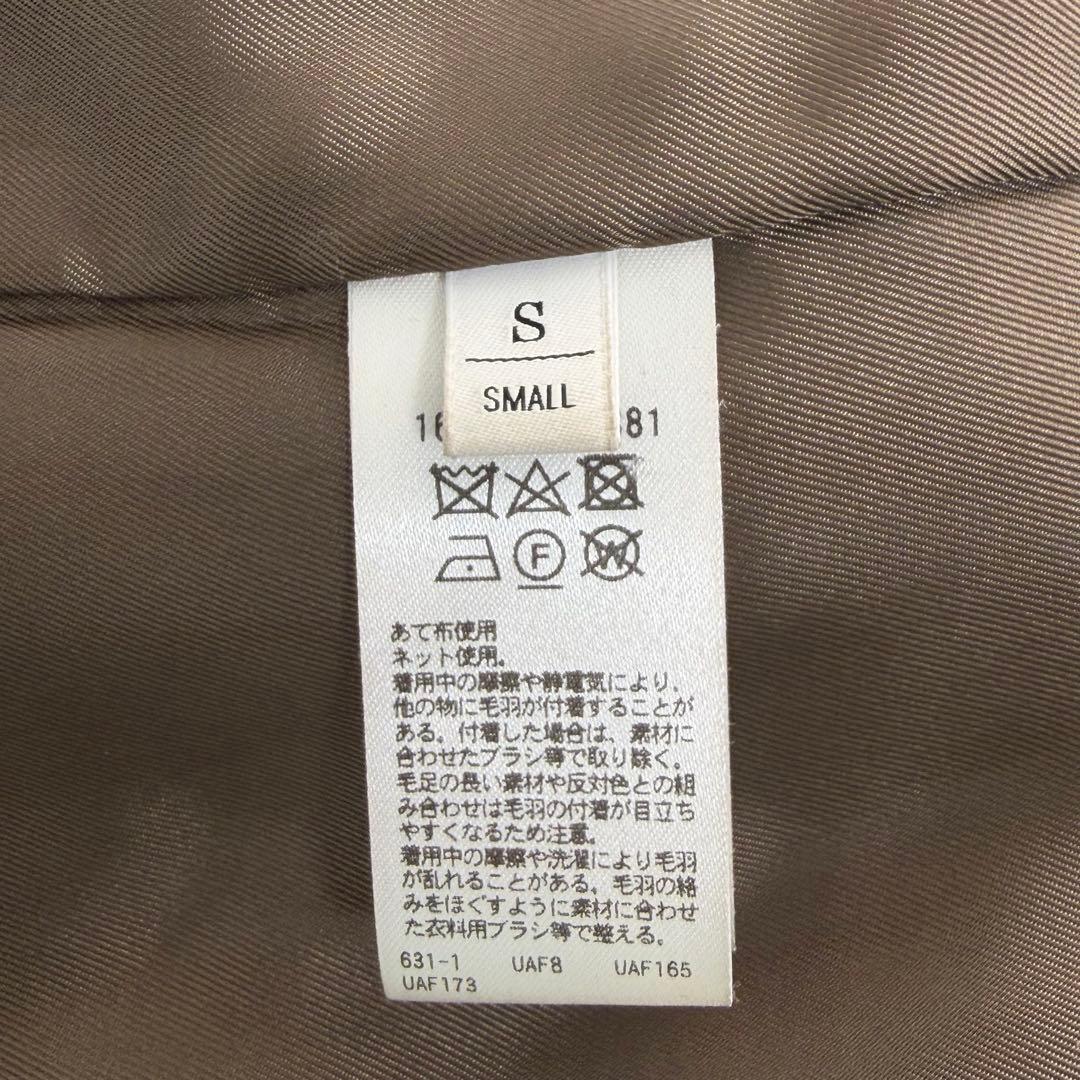 S
SMALL
16
881
F
W
あて布使用
ネット使用。
着用中の摩擦や静電気により、
他の物に毛羽が付着することが
ある。付着した場合は、素材に
合わせたブラシ等で取り除く。
毛足の長い素材や反対色との組
み合わせは毛羽の付着が目立ち
やすくなるため注意。
着用中の摩擦や洗濯により毛羽
が乱れることがある。毛羽の絡
みをほぐすように素材に合わせ
た衣料用ブラシ等で整える。
631-1 UAF8 UAF165
UAF173